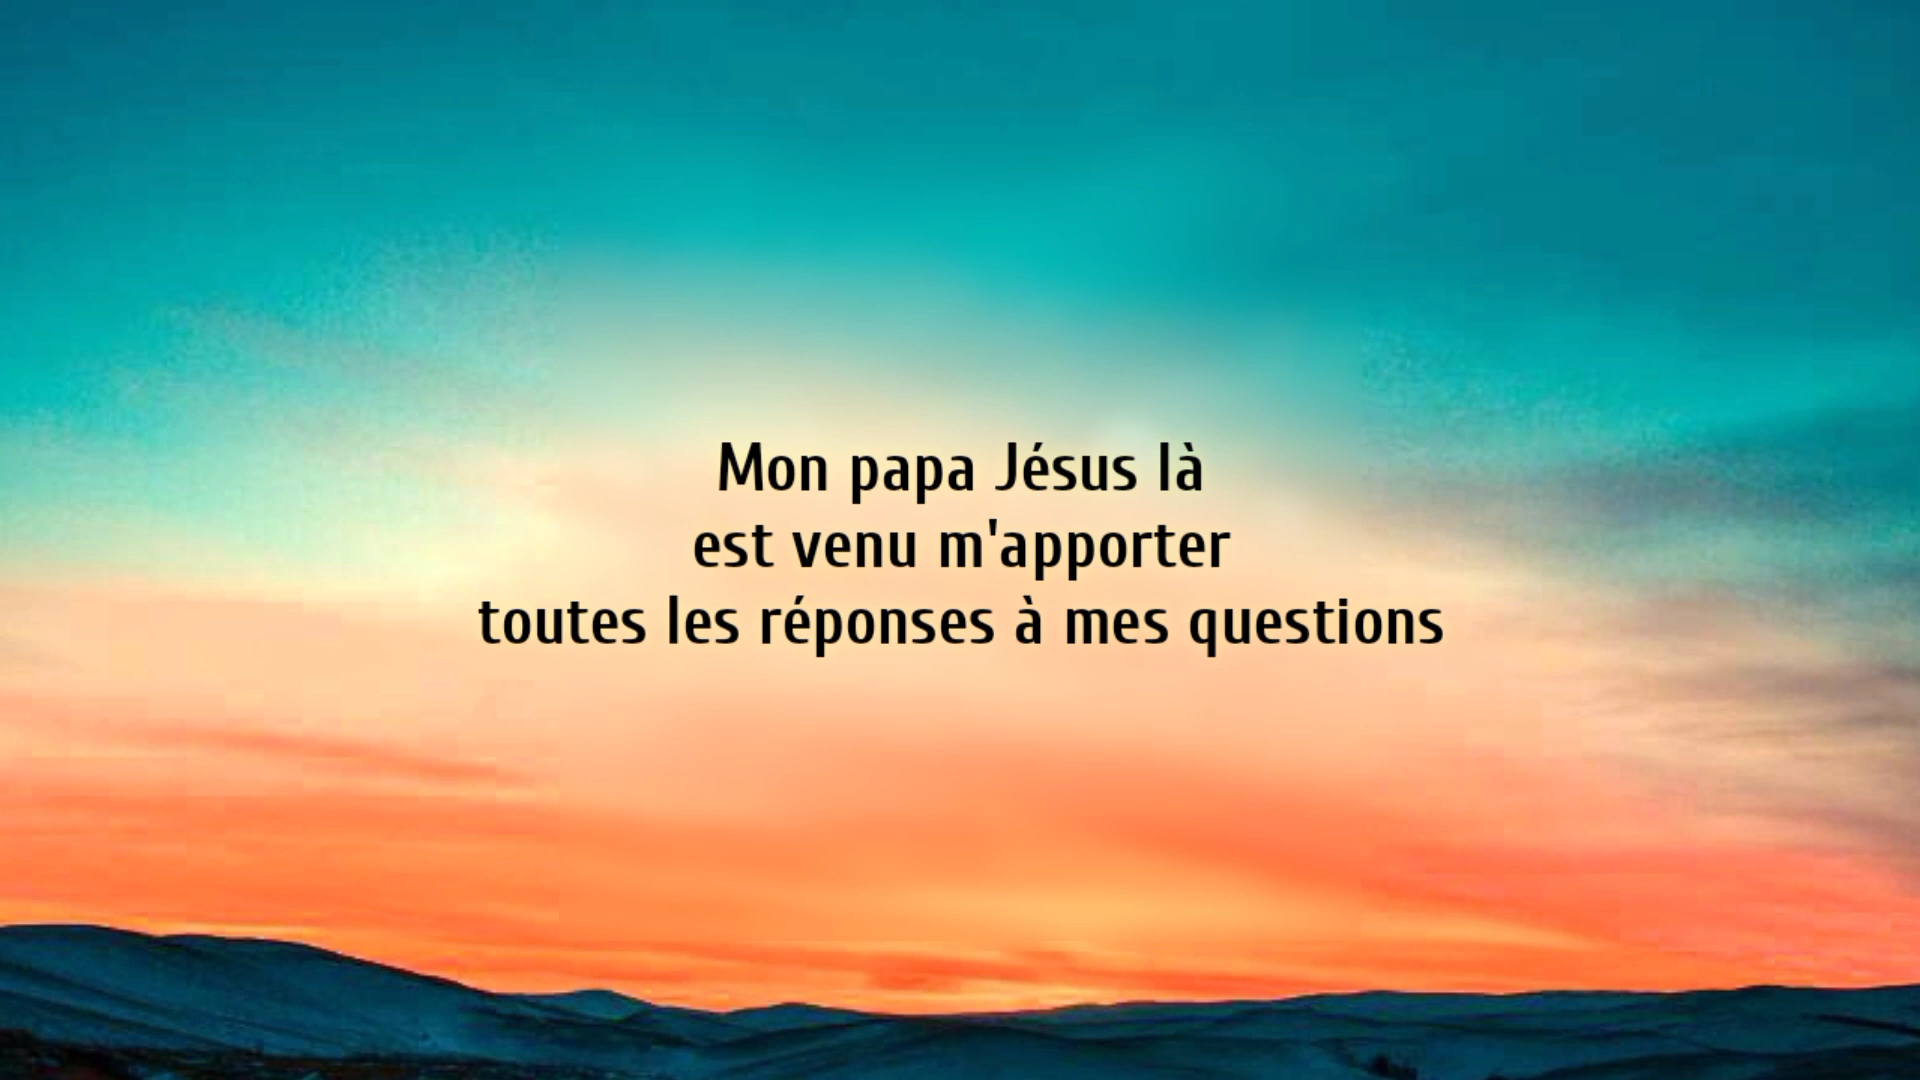 Mon papa Jésus là
est venu m'apporter
toutes les réponses à mes questions